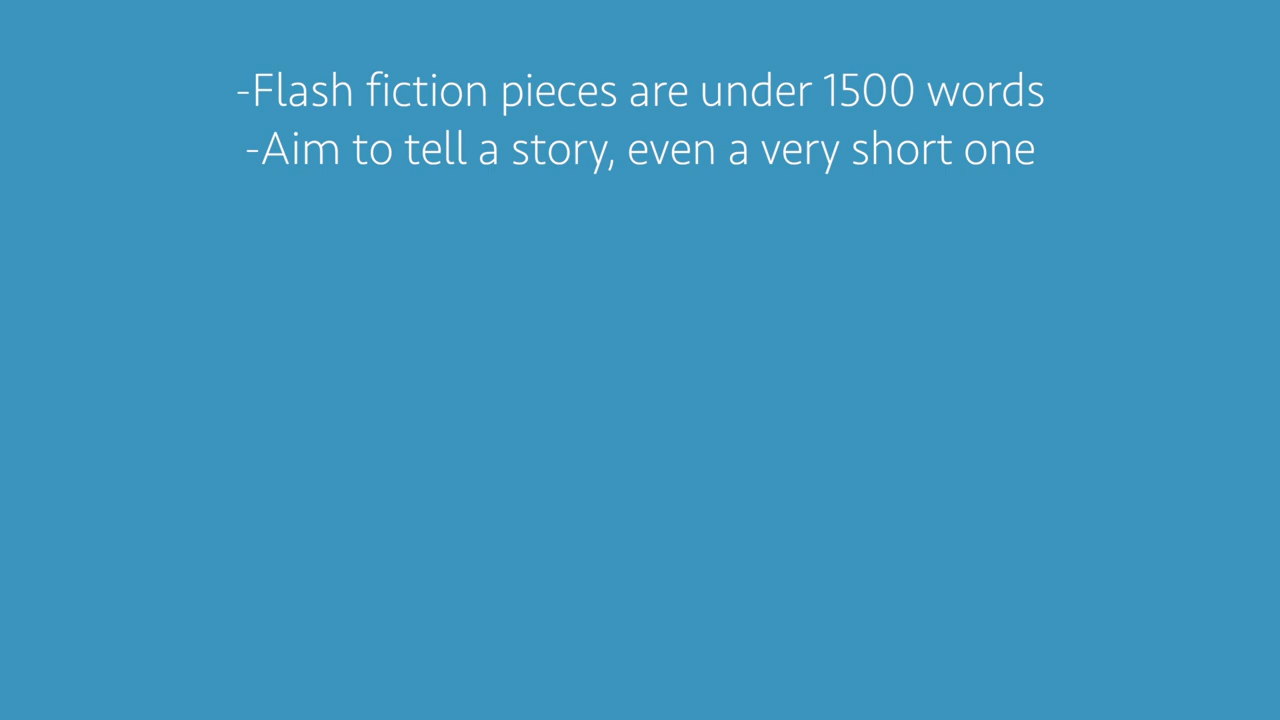 -Flash fiction pieces are under 1500 words
-Aim to tell a story, even a very short one